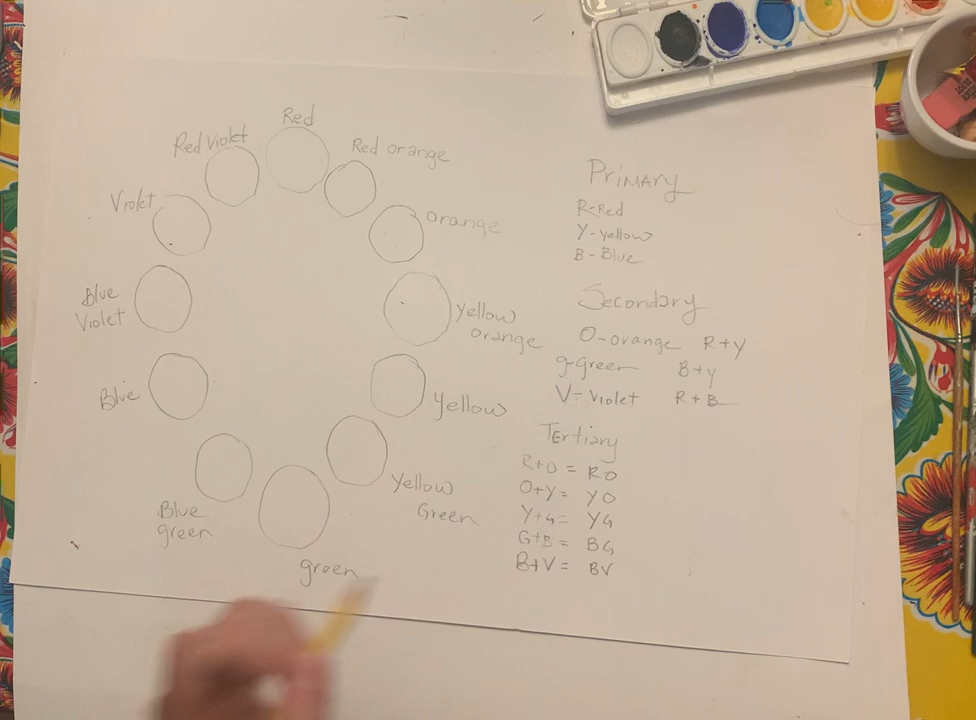 Red
Red Violet
Red orange
Violet
orange
Blue
Violet
Yellow
orange
Blue
Yellow
Yellow
Green
Blue
green
green
Primary
R-Red
Y-yellow
B-Blue
Secondary
O-orange R+Y
g-green B+y
V-Violet R+B
Tertiary
R+O = RO
O+Y = YO
Y+G = YG
G+B = BG
B+V = BV